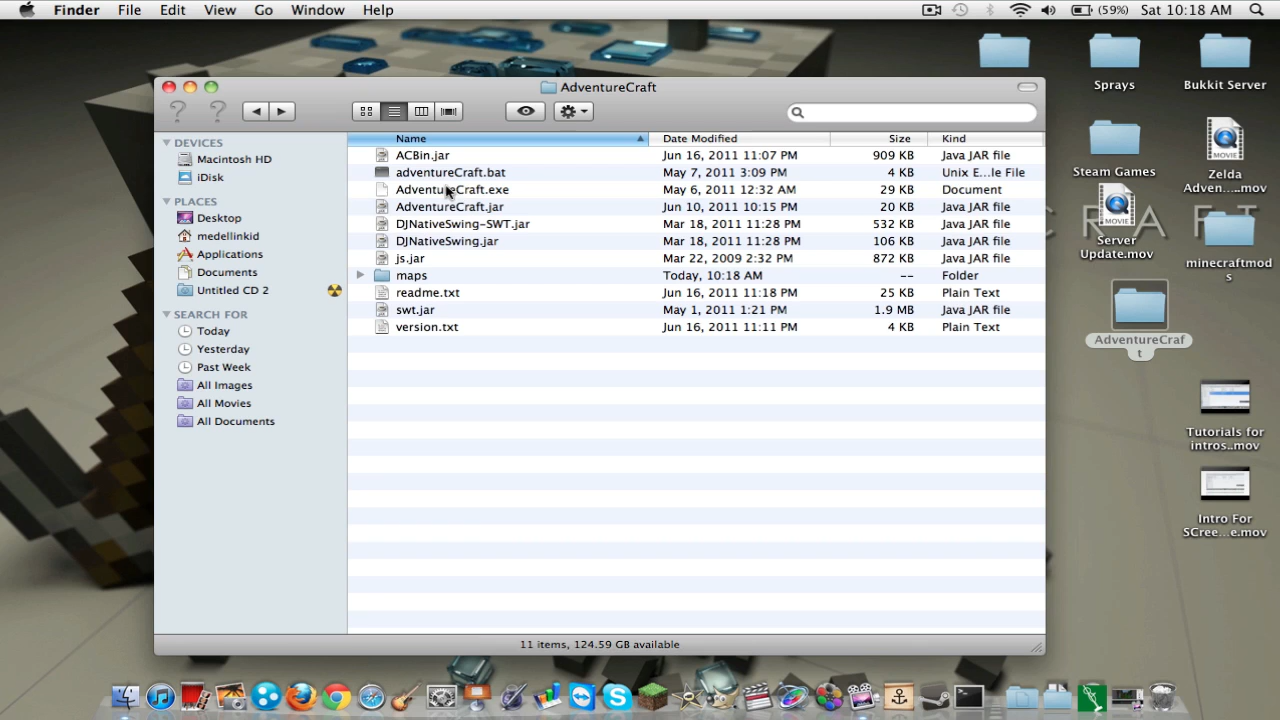 Finder File Edit View Go Window Help (59%) Sat 10:18 AM
AdventureCraft
Name Date Modified Size Kind
ACBin.jar Jun 16, 2011 11:07 PM 909 KB Java JAR file
adventureCraft.bat May 7, 2011 3:09 PM 4 KB Unix E...le File
AdventureCraft.exe May 6, 2011 12:32 AM 29 KB Document
AdventureCraft.jar Jun 10, 2011 10:15 PM 20 KB Java JAR file
DJNativeSwing-SWT.jar Mar 18, 2011 11:28 PM 532 KB Java JAR file
DJNativeSwing.jar Mar 18, 2011 11:28 PM 106 KB Java JAR file
js.jar Mar 22, 2009 2:32 PM 872 KB Java JAR file
maps Today, 10:18 AM -- Folder
readme.txt Jun 16, 2011 11:18 PM 25 KB Plain Text
swt.jar May 1, 2011 1:21 PM 1.9 MB Java JAR file
version.txt Jun 16, 2011 11:11 PM 4 KB Plain Text
DEVICES
Macintosh HD
iDisk
PLACES
Desktop
medellinkid
Applications
Documents
Untitled CD 2
SEARCH FOR
Today
Yesterday
Past Week
All Images
All Movies
All Documents
11 items, 124.59 GB available
Sprays
Bukkit Server
Steam Games
MOVIE
Zelda
Adven...mov
MOVIE
Server
Update.mov
C R A F T
minecraftmod
s
AdventureCraf
t
Tutorials for
intros..mov
Intro For
SCree...e.mov